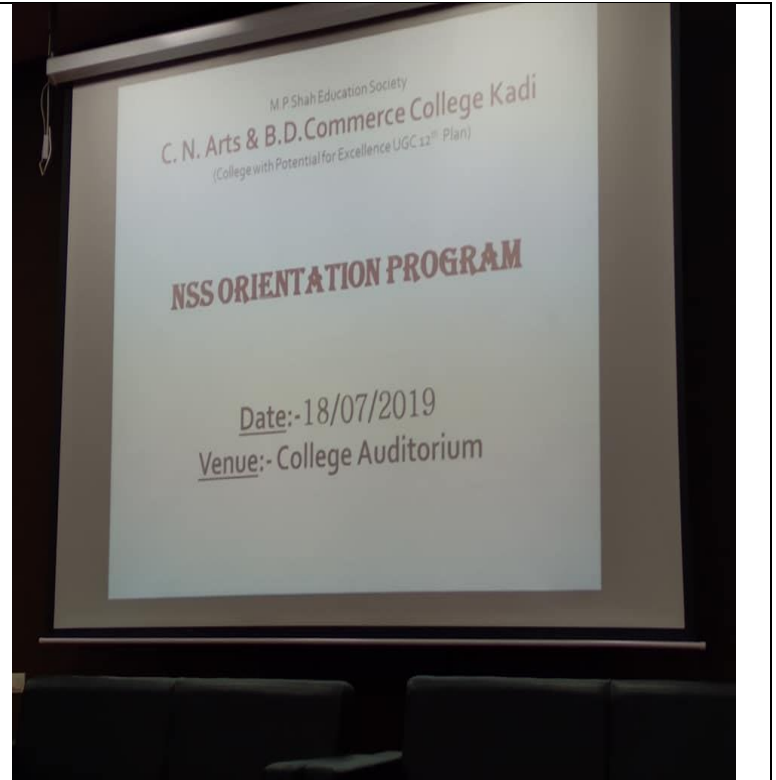 M.P.Shah Education Society
C. N. Arts & B.D.Commerce College Kadi
(College with Potential for Excellence UGC 12th Plan)
NSS ORIENTATION PROGRAM
Date:-18/07/2019
Venue:- College Auditorium